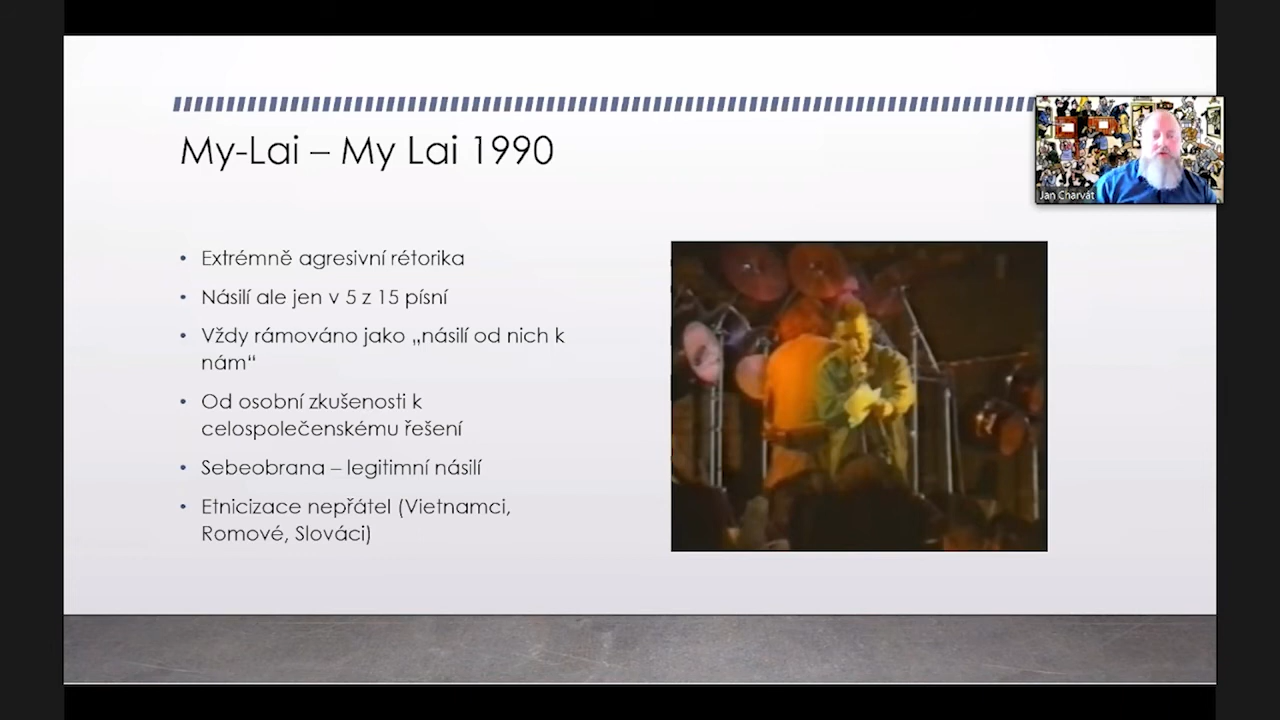 My-Lai – My Lai 1990
Jan Charvát
• Extrémně agresivní rétorika
• Násilí ale jen v 5 z 15 písní
• Vždy rámováno jako „násilí od nich k
nám“
• Od osobní zkušenosti k
celospolečenskému řešení
• Sebeobrana – legitimní násilí
• Etnicizace nepřátel (Vietnamci,
Romové, Slováci)